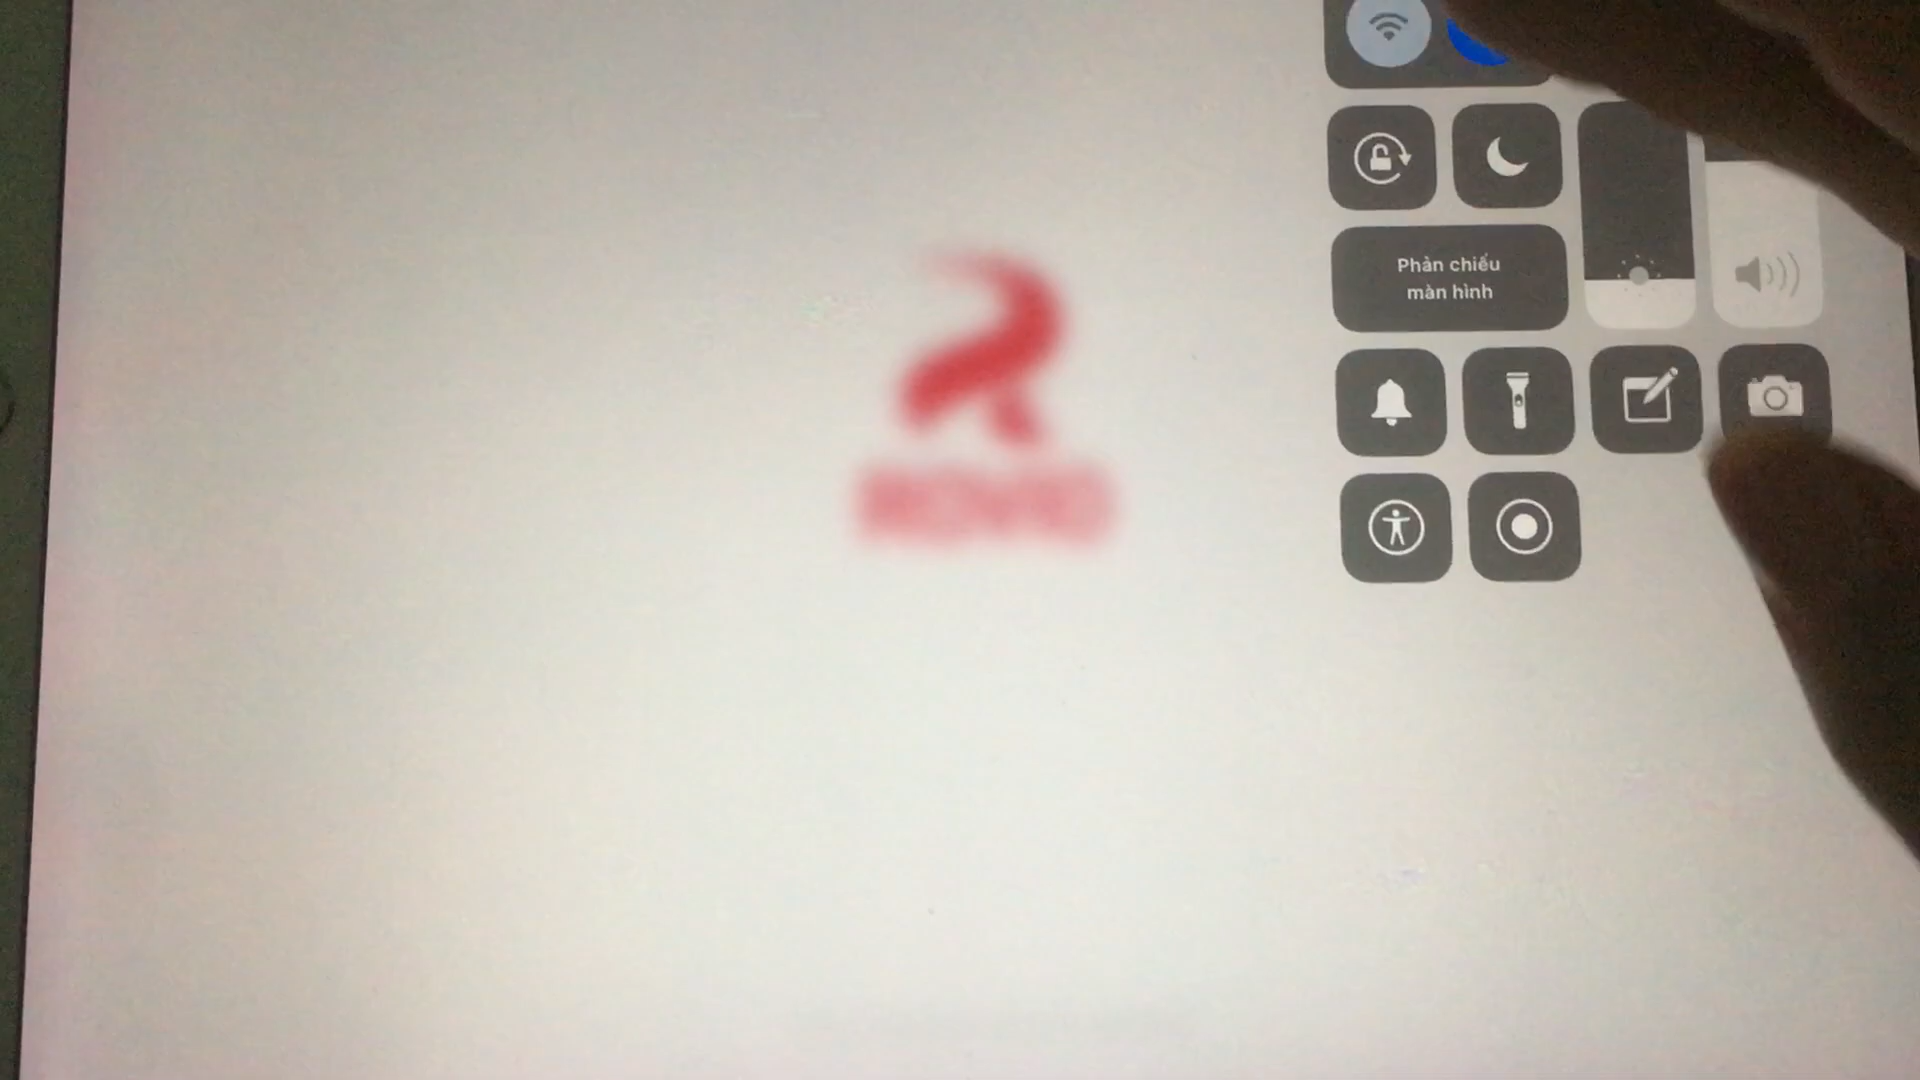 Phản chiếu
màn hình